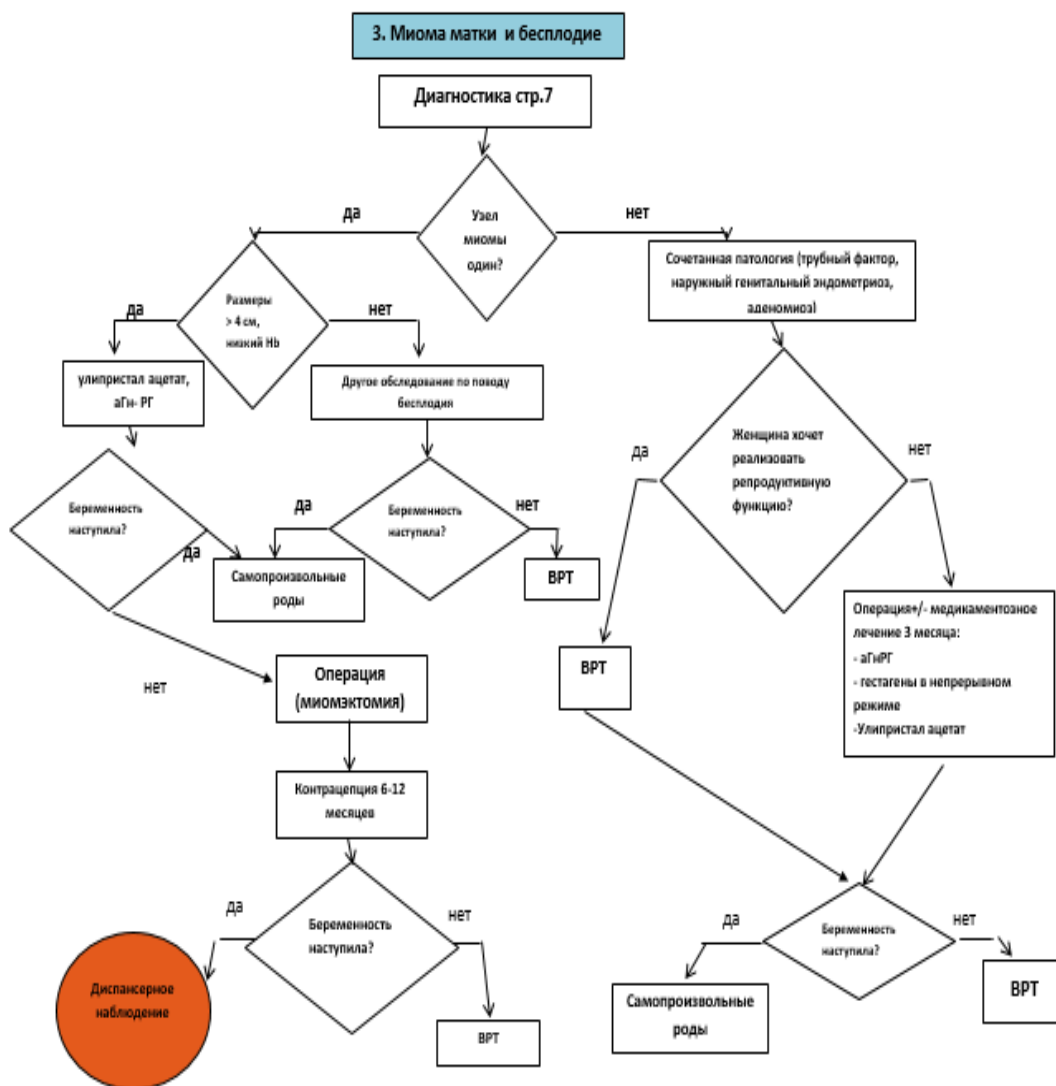 3. Миома матки и бесплодие
Диагностика стр.7
да
Узел
миомы
один?
нет
Сочетанная патология (трубный фактор,
наружный генитальный эндометриоз,
аденомиоз)
да
Размеры
> 4 см,
низкий Hb
нет
улипристал ацетат,
аГн- РГ
Другое обследование по поводу
бесплодия
да
Женщина хочет
реализовать
репродуктивную
функцию?
нет
Беременность
наступила?
да
да
Беременность
наступила?
нет
Самопроизвольные
роды
ВРТ
Операция+/- медикаментозное
лечение 3 месяца:
- аГнРГ
- гестагены в непрерывном
режиме
-Улипристал ацетат
ВРТ
нет
Операция
(миомэктомия)
Контрацепция 6-12
месяцев
да
Беременность
наступила?
нет
да
Беременность
наступила?
нет
Диспансерное
наблюдение
ВРТ
Самопроизвольные
роды
ВРТ